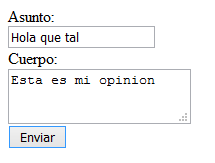 Asunto:
Hola que tal
Cuerpo:
Esta es mi opinion
Enviar